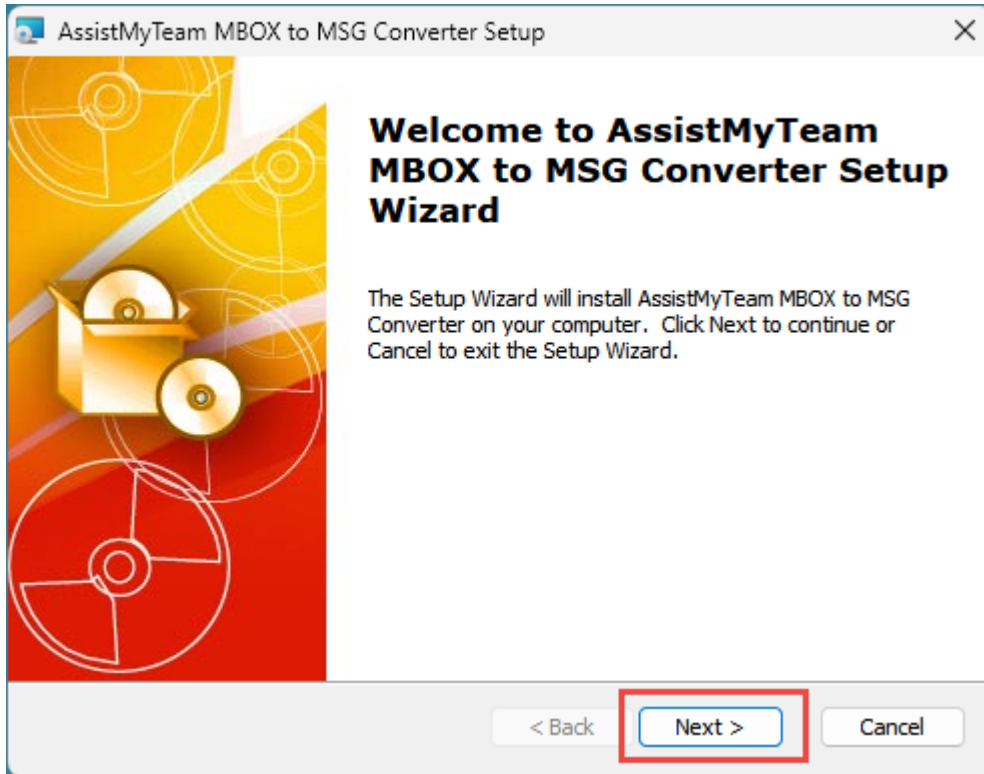 AssistMyTeam MBOX to MSG Converter Setup
Welcome to AssistMyTeam
MBOX to MSG Converter Setup
Wizard
The Setup Wizard will install AssistMyTeam MBOX to MSG
Converter on your computer.  Click Next to continue or
Cancel to exit the Setup Wizard.
< Back Next > Cancel